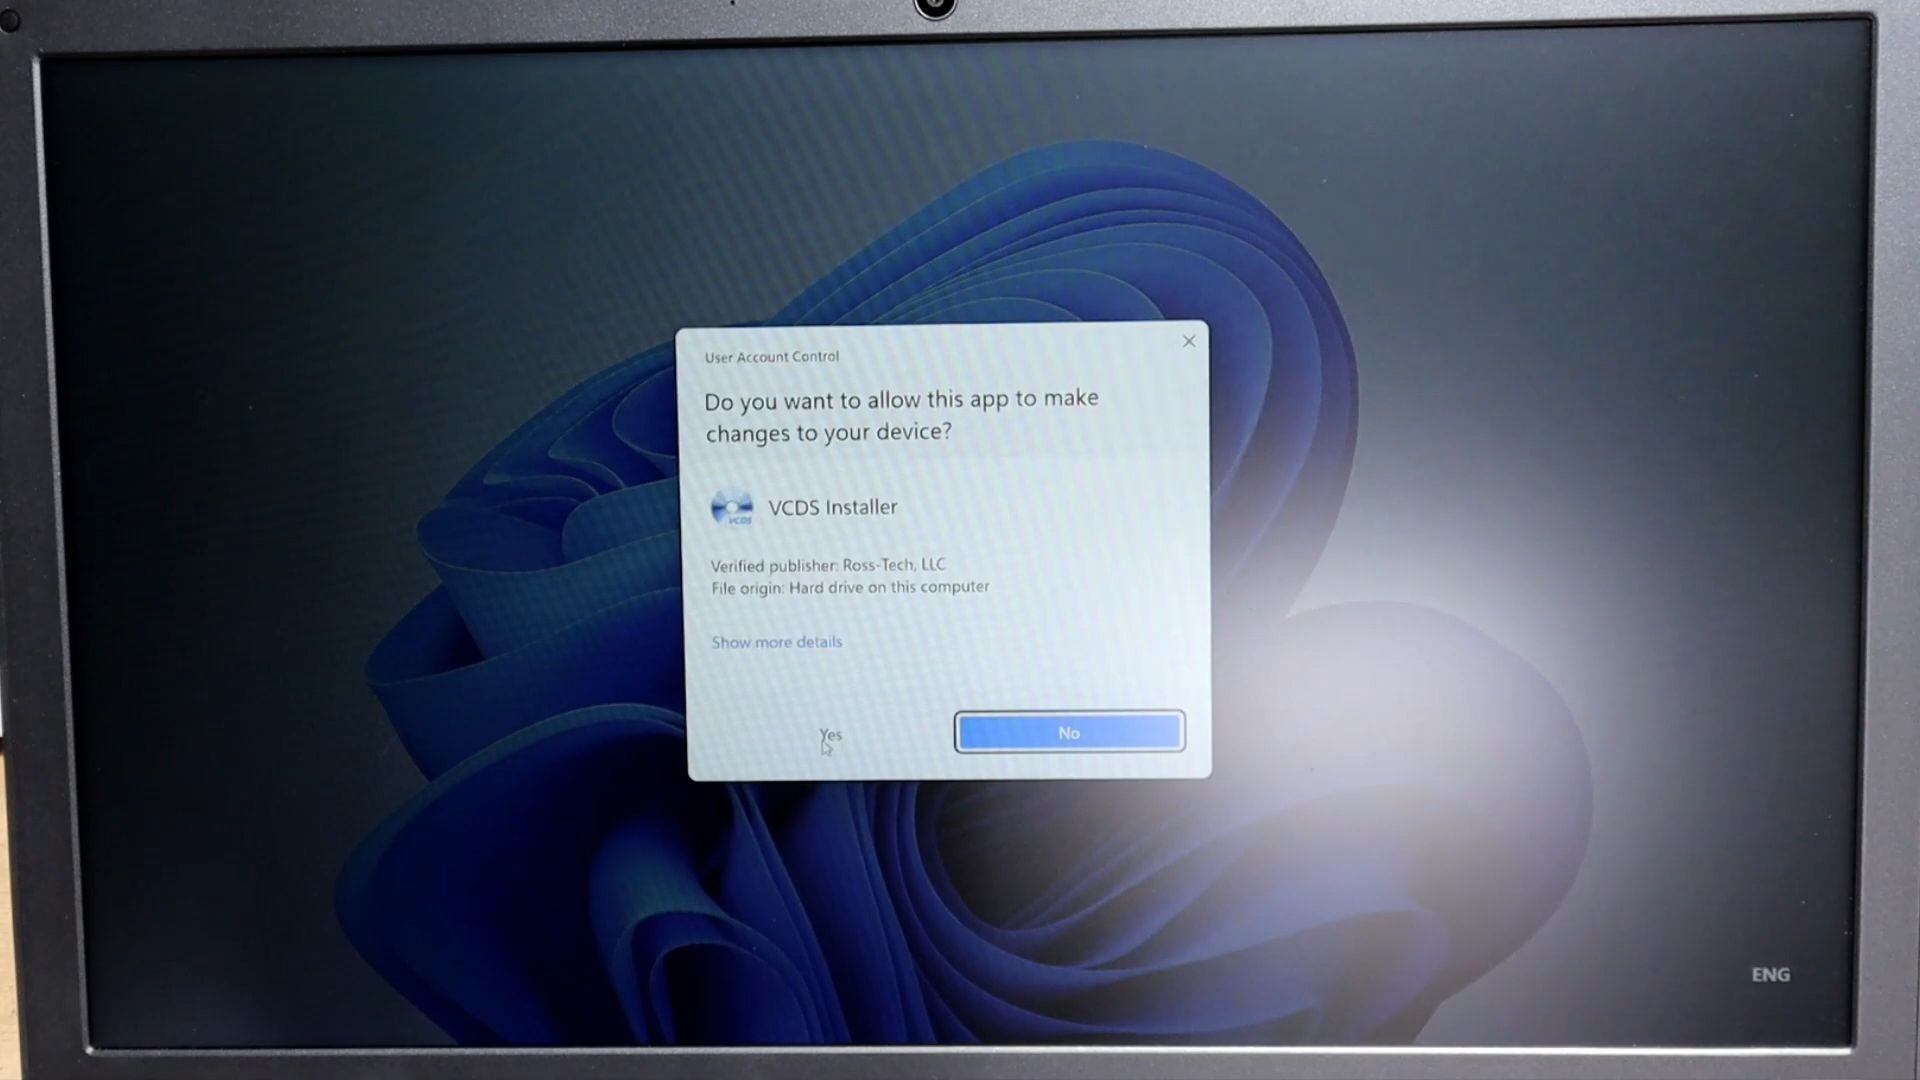 User Account Control
Do you want to allow this app to make
changes to your device?
VCDS
VCDS Installer
Verified publisher: Ross-Tech, LLC
File origin: Hard drive on this computer
Show more details
Yes
No
ENG